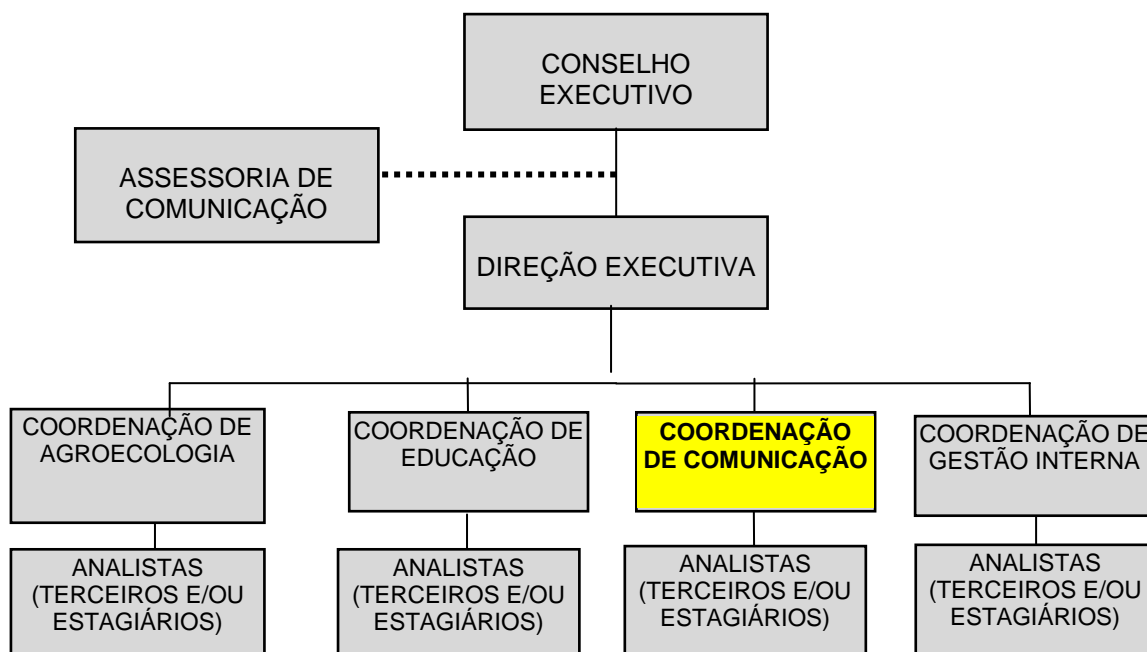 CONSELHO
EXECUTIVO
ASSESSORIA DE
COMUNICAÇÃO
DIREÇÃO EXECUTIVA
COORDENAÇÃO DE
AGROECOLOGIA
COORDENAÇÃO DE
EDUCAÇÃO
COORDENAÇÃO
DE COMUNICAÇÃO
COORDENAÇÃO DE
GESTÃO INTERNA
ANALISTAS
(TERCEIROS E/OU
ESTAGIÁRIOS)
ANALISTAS
(TERCEIROS E/OU
ESTAGIÁRIOS)
ANALISTAS
(TERCEIROS E/OU
ESTAGIÁRIOS)
ANALISTAS
(TERCEIROS E/OU
ESTAGIÁRIOS)